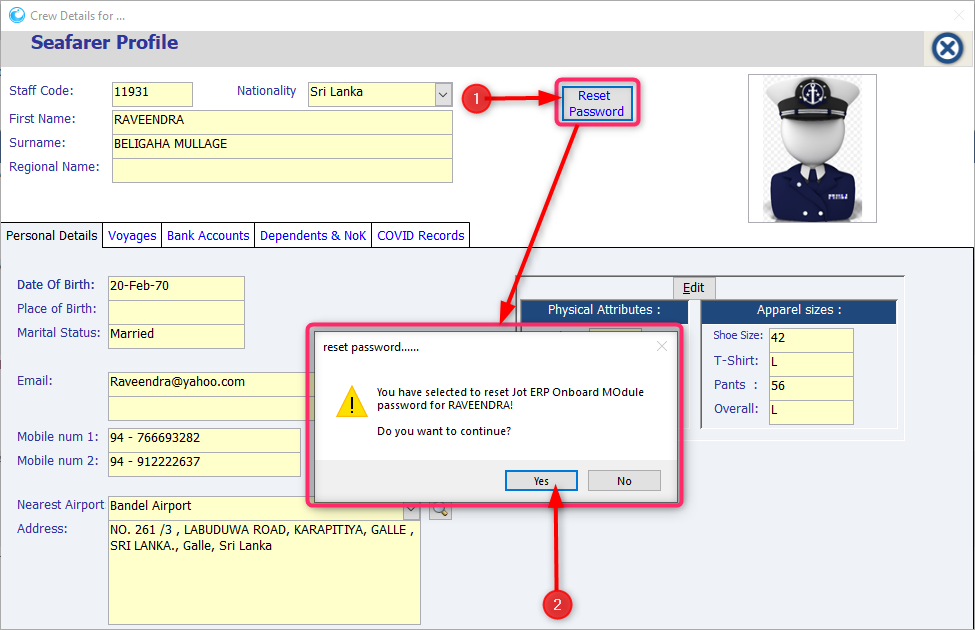 Crew Details for ...
Seafarer Profile
Staff Code: 11931 Nationality Sri Lanka
1
Reset
Password
First Name: RAVEENDRA
Surname: BELIGAHA MULLAGE
Regional Name:
Personal Details Voyages Bank Accounts Dependents & NoK COVID Records
Date Of Birth: 20-Feb-70
Place of Birth:
Marital Status: Married
Email: Raveendra@yahoo.com
Mobile num 1: 94 - 766693282
Mobile num 2: 94 - 912222637
Nearest Airport Bandel Airport
Address: NO. 261 /3 , LABUDUWA ROAD, KARAPITIYA, GALLE ,
SRI LANKA., Galle, Sri Lanka
Edit
Physical Attributes : Apparel sizes :
Shoe Size: 42
T-Shirt: L
Pants : 56
Overall: L
reset password......
You have selected to reset Jot ERP Onboard MOdule
password for RAVEENDRA!
Do you want to continue?
Yes No
2